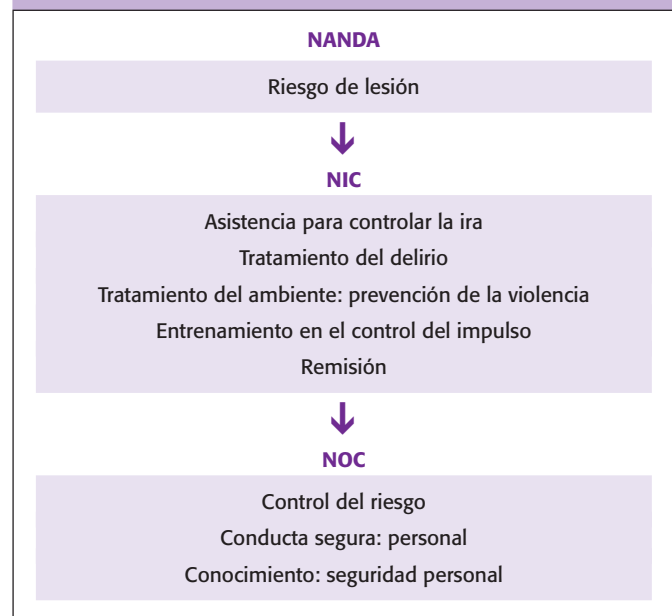 NANDA
Riesgo de lesión
NIC
Asistencia para controlar la ira
Tratamiento del delirio
Tratamiento del ambiente: prevención de la violencia
Entrenamiento en el control del impulso
Remisión
NOC
Control del riesgo
Conducta segura: personal
Conocimiento: seguridad personal